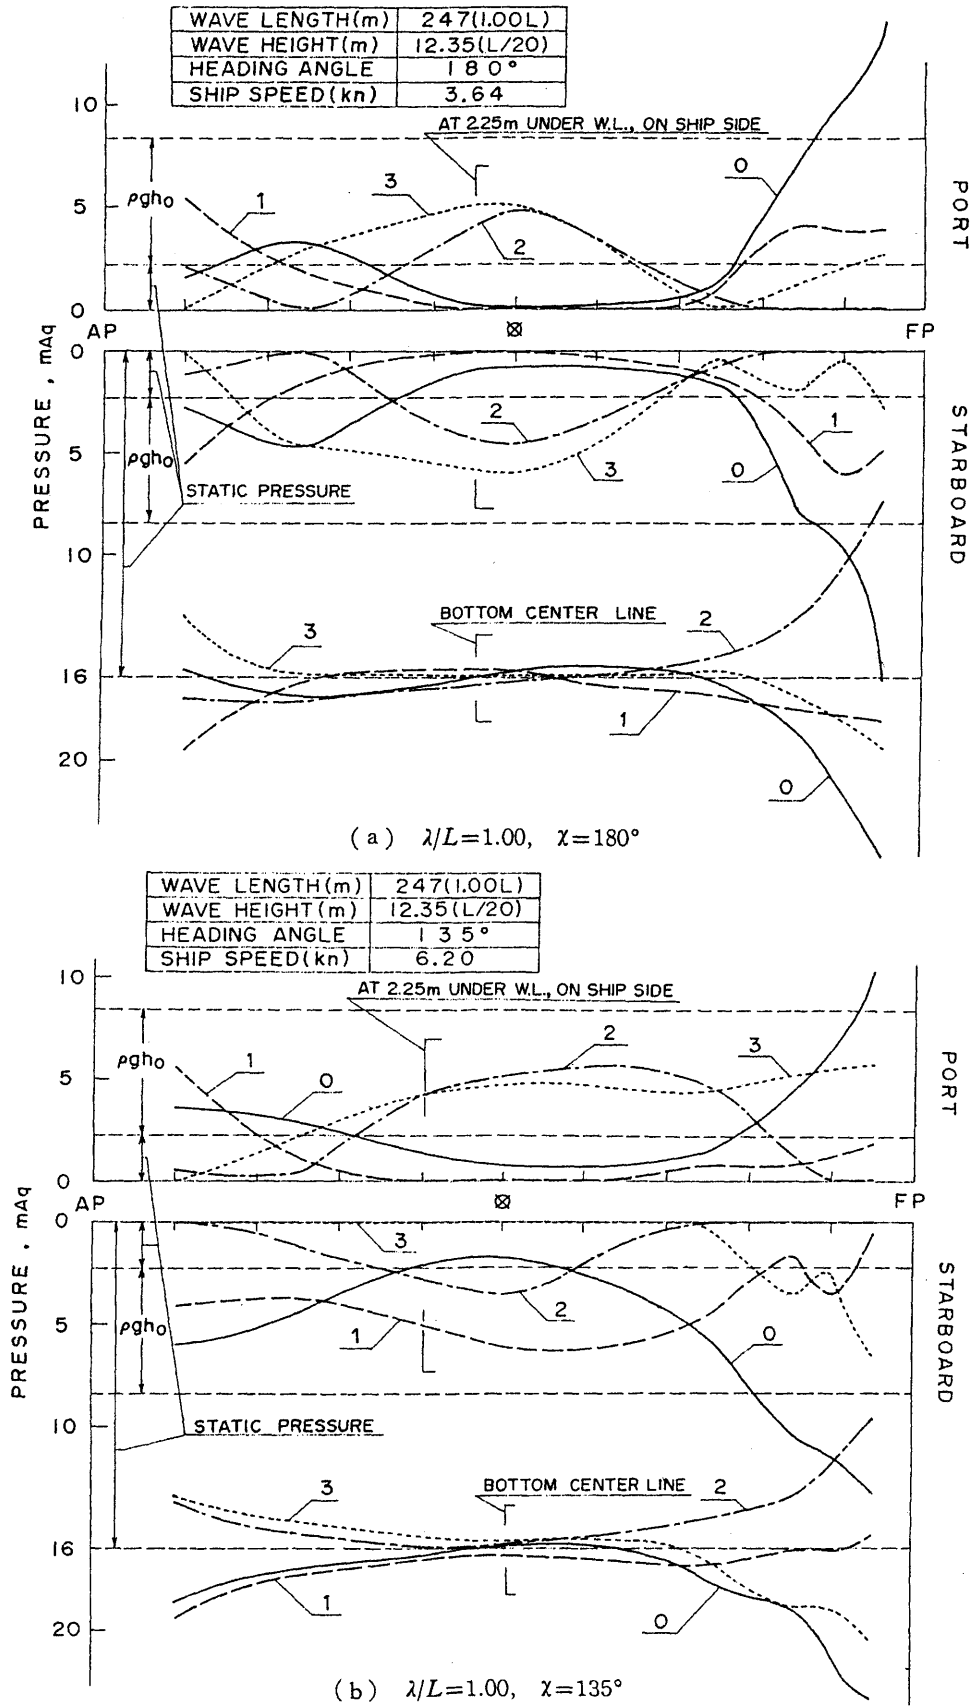 WAVE LENGTH(m) 247(1.00L)
WAVE HEIGHT(m) 12.35(L/20)
HEADING ANGLE 180°
SHIP SPEED(kn) 3.64
AT 2.25m UNDER W.L., ON SHIP SIDE
10
5
0
ρgho
1
3
2
0
PORT
AP
FP
0
5
10
16
20
PRESSURE , mAq
ρgho
STATIC PRESSURE
2
3
0
1
STARBOARD
BOTTOM CENTER LINE
3
2
1
0
(a) λ/L=1.00, χ=180°
WAVE LENGTH(m) 247(1.00L)
WAVE HEIGHT(m) 12.35(L/20)
HEADING ANGLE 135°
SHIP SPEED(kn) 6.20
AT 2.25m UNDER W.L., ON SHIP SIDE
10
5
0
ρgho
1
0
2
3
PORT
AP
FP
0
5
10
16
20
PRESSURE , mAq
ρgho
STATIC PRESSURE
3
2
1
0
STARBOARD
BOTTOM CENTER LINE
3
2
1
0
(b) λ/L=1.00, χ=135°